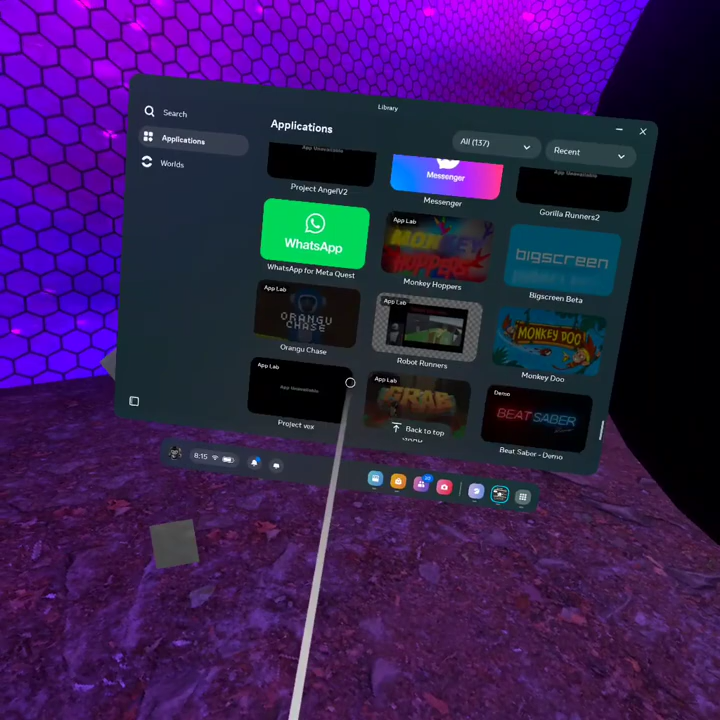 Library
Search
Applications
Worlds
Applications
All (137)
Recent
App Unavailable
Project AngelV2
Messenger
Messenger
App Unavailable
Gorilla Runners2
WhatsApp
WhatsApp for Meta Quest
App Lab
MONKEY
HOPPERS
Monkey Hoppers
bigscreen
Bigscreen Beta
App Lab
ORANGU
CHASE
Orangu Chase
App Lab
Robot Runners
MONKEY DOO
Monkey Doo
App Lab
App Unavailable
Project vex
App Lab
GRAB
Back to top
Demo
BEAT SABER
Beat Saber - Demo
8:15